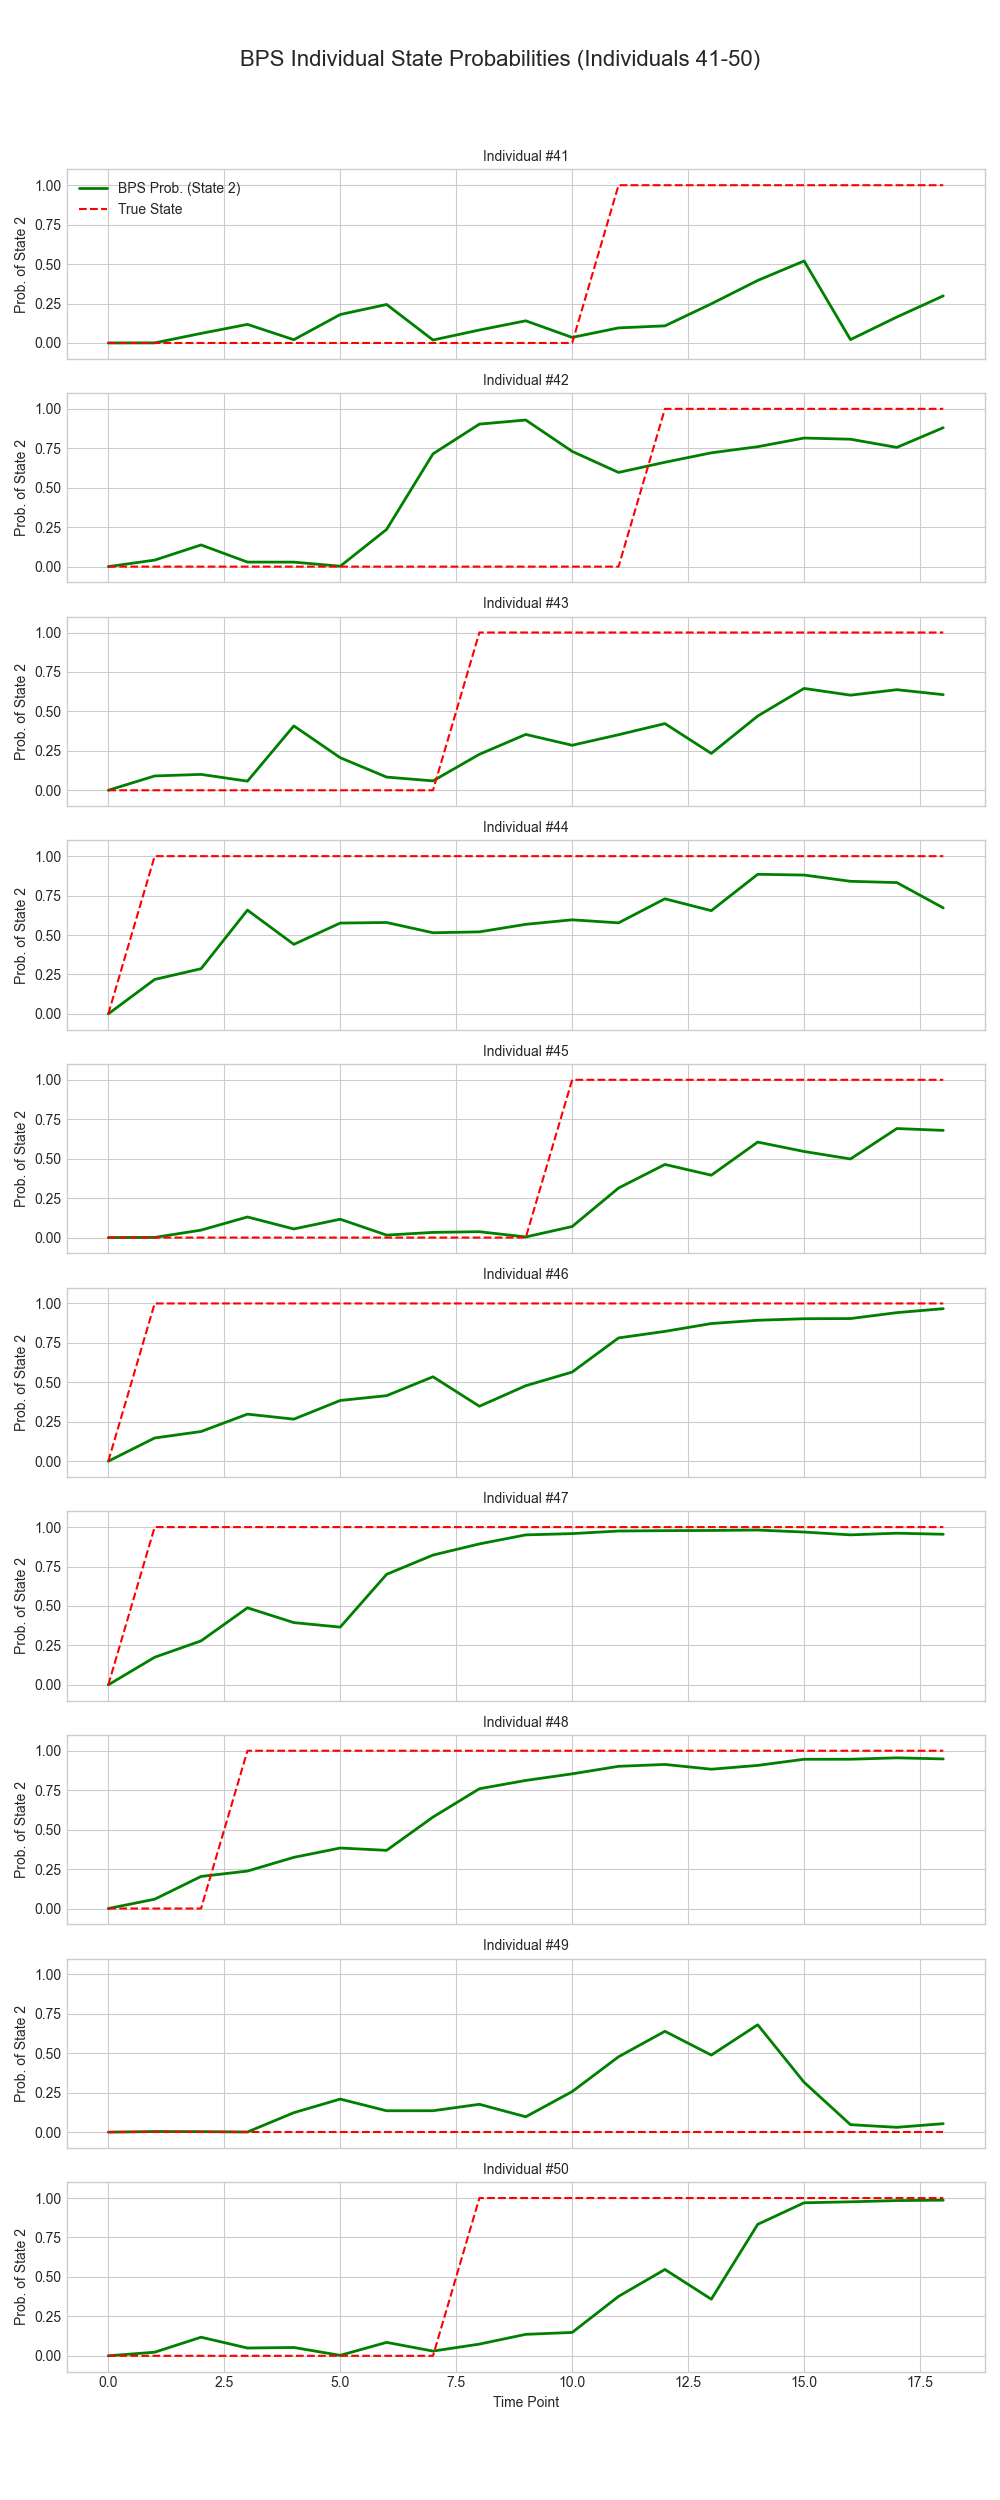 BPS Individual State Probabilities (Individuals 41-50)
Individual #41
BPS Prob. (State 2)
True State
Prob. of State 2
1.00
0.75
0.50
0.25
0.00
Individual #42
Prob. of State 2
1.00
0.75
0.50
0.25
0.00
Individual #43
Prob. of State 2
1.00
0.75
0.50
0.25
0.00
Individual #44
Prob. of State 2
1.00
0.75
0.50
0.25
0.00
Individual #45
Prob. of State 2
1.00
0.75
0.50
0.25
0.00
Individual #46
Prob. of State 2
1.00
0.75
0.50
0.25
0.00
Individual #47
Prob. of State 2
1.00
0.75
0.50
0.25
0.00
Individual #48
Prob. of State 2
1.00
0.75
0.50
0.25
0.00
Individual #49
Prob. of State 2
1.00
0.75
0.50
0.25
0.00
Individual #50
Prob. of State 2
1.00
0.75
0.50
0.25
0.00
0.0 2.5 5.0 7.5 10.0 12.5 15.0 17.5
Time Point